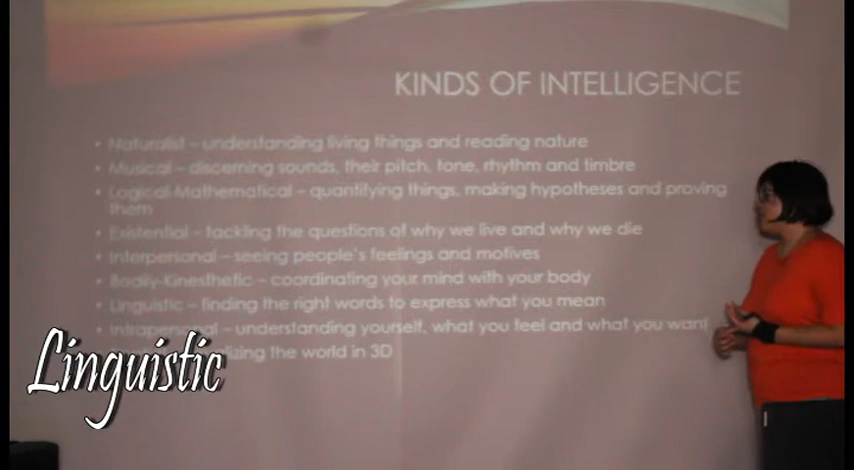 KINDS OF INTELLIGENCE
• Naturalist – understanding living things and reading nature
• Musical – discerning sounds, their pitch, tone, rhythm and timbre
• Logical-Mathematical – quantifying things, making hypotheses and proving
them
• Existential – tackling the questions of why we live and why we die
• Interpersonal – seeing people's feelings and motives
• Bodily-Kinesthetic – coordinating your mind with your body
• Linguistic – finding the right words to express what you mean
• Intrapersonal – understanding yourself, what you feel and what you want
the world in 3D
Linguistic